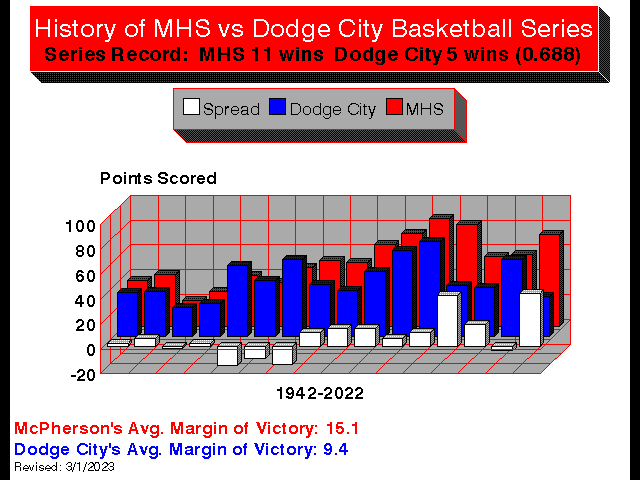 History of MHS vs Dodge City Basketball Series
Series Record: MHS 11 wins Dodge City 5 wins (0.688)
Spread Dodge City MHS
Points Scored
100
80
60
40
20
0
-20
1942-2022
McPherson's Avg. Margin of Victory: 15.1
Dodge City's Avg. Margin of Victory: 9.4
Revised: 3/1/2023